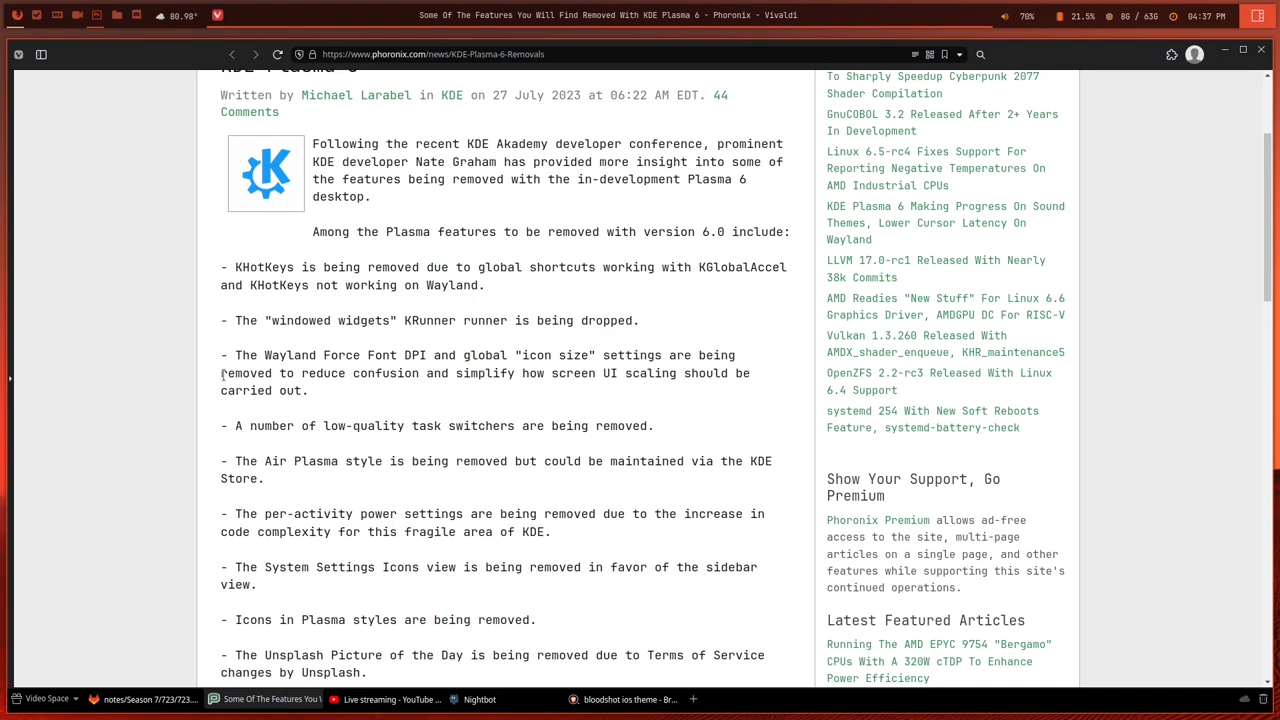 80.98°
Some Of The Features You Will Find Removed With KDE Plasma 6 - Phoronix - Vivaldi
70%
21.5%
8G / 63G
04:37 PM
https://www.phoronix.com/news/KDE-Plasma-6-Removals
KDE Plasma 6
Written by Michael Larabel in KDE on 27 July 2023 at 06:22 AM EDT. 44
Comments
Following the recent KDE Akademy developer conference, prominent
KDE developer Nate Graham has provided more insight into some of
the features being removed with the in-development Plasma 6
desktop.
Among the Plasma features to be removed with version 6.0 include:
- KHotKeys is being removed due to global shortcuts working with KGlobalAccel
and KHotKeys not working on Wayland.
- The "windowed widgets" KRunner runner is being dropped.
- The Wayland Force Font DPI and global "icon size" settings are being
removed to reduce confusion and simplify how screen UI scaling should be
carried out.
- A number of low-quality task switchers are being removed.
- The Air Plasma style is being removed but could be maintained via the KDE
Store.
- The per-activity power settings are being removed due to the increase in
code complexity for this fragile area of KDE.
- The System Settings Icons view is being removed in favor of the sidebar
view.
- Icons in Plasma styles are being removed.
- The Unsplash Picture of the Day is being removed due to Terms of Service
changes by Unsplash.
To Sharply Speedup Cyberpunk 2077
Shader Compilation
GnuCOBOL 3.2 Released After 2+ Years
In Development
Linux 6.5-rc4 Fixes Support For
Reporting Negative Temperatures On
AMD Industrial CPUs
KDE Plasma 6 Making Progress On Sound
Themes, Lower Cursor Latency On
Wayland
LLVM 17.0-rc1 Released With Nearly
38k Commits
AMD Readies "New Stuff" For Linux 6.6
Graphics Driver, AMDGPU DC For RISC-V
Vulkan 1.3.260 Released With
AMDX_shader_enqueue, KHR_maintenance5
OpenZFS 2.2-rc3 Released With Linux
6.4 Support
systemd 254 With New Soft Reboots
Feature, systemd-battery-check
Show Your Support, Go
Premium
Phoronix Premium allows ad-free
access to the site, multi-page
articles on a single page, and other
features while supporting this site's
continued operations.
Latest Featured Articles
Running The AMD EPYC 9754 "Bergamo"
CPUs With A 320W cTDP To Enhance
Power Efficiency
Video Space
notes/Season 7/723/723....
Some Of The Features You W
Live streaming - YouTube ...
Nightbot
bloodshot ios theme - Br...